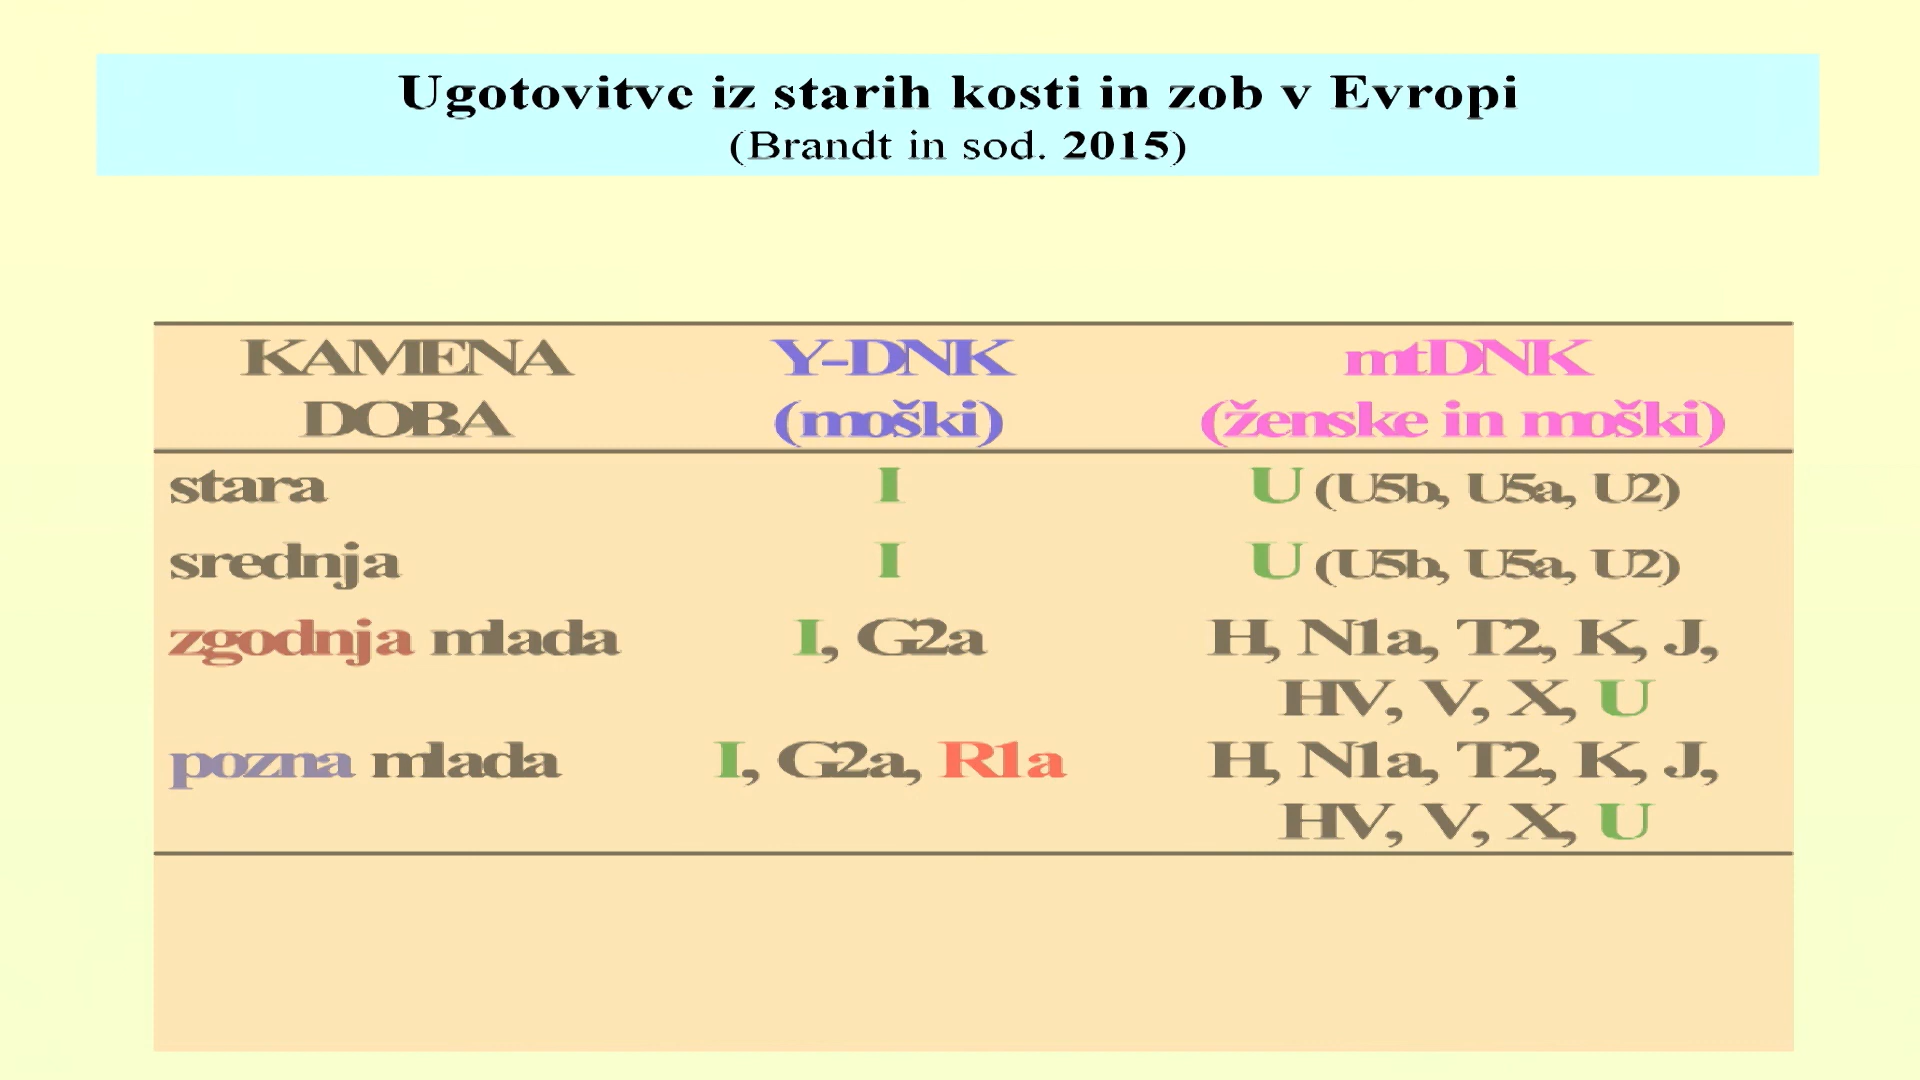 Ugotovitve iz starih kosti in zob v Evropi
(Brandt in sod. 2015)
KAMENA DOBA
Y-DNK (moški)
mtDNK (ženske in moški)
stara I U (U5b, U5a, U2)
srednja I U (U5b, U5a, U2)
zgodnja mlada I, G2a H, N1a, T2, K, J,
HV, V, X, U
pozna mlada I, G2a, R1a H, N1a, T2, K, J,
HV, V, X, U